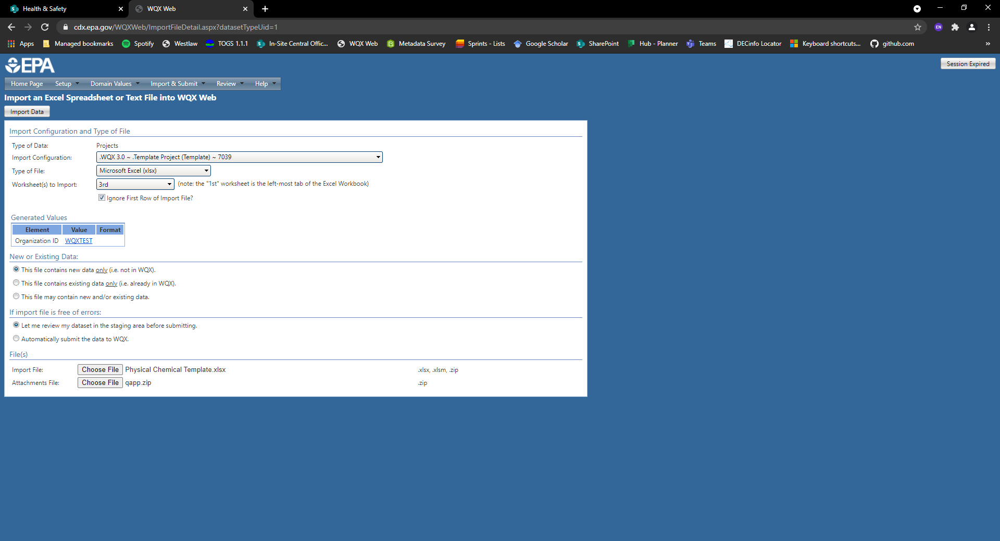 Health & Safety
WQX Web
cdx.epa.gov/WQXWeb/ImportFileDetail.aspx?datasetTypeUid=1
EN
Apps Managed bookmarks Spotify Westlaw TOGS 1.1.1 In-Site Central Offic... WQX Web Metadata Survey Sprints - Lists Google Scholar SharePoint Hub - Planner Teams DECinfo Locator Keyboard shortcuts... github.com »
EPA
Session Expired
Home Page Setup Domain Values Import & Submit Review Help
Import an Excel Spreadsheet or Text File into WQX Web
Import Data
Import Configuration and Type of File
Type of Data: Projects
Import Configuration: .WQX 3.0 ~ .Template Project (Template) ~ 7039
Type of File: Microsoft Excel (xlsx)
Worksheet(s) to Import: 3rd (note: the "1st" worksheet is the left-most tab of the Excel Workbook)
Ignore First Row of Import File?
Generated Values
Element Value Format
Organization ID WQXTEST
New or Existing Data:
This file contains new data only (i.e. not in WQX).
This file contains existing data only (i.e. already in WQX).
This file may contain new and/or existing data.
If import file is free of errors:
Let me review my dataset in the staging area before submitting.
Automatically submit the data to WQX.
File(s)
Import File: Choose File Physical Chemical Template.xlsx .xlsx, .xlsm, .zip
Attachments File: Choose File qapp.zip .zip